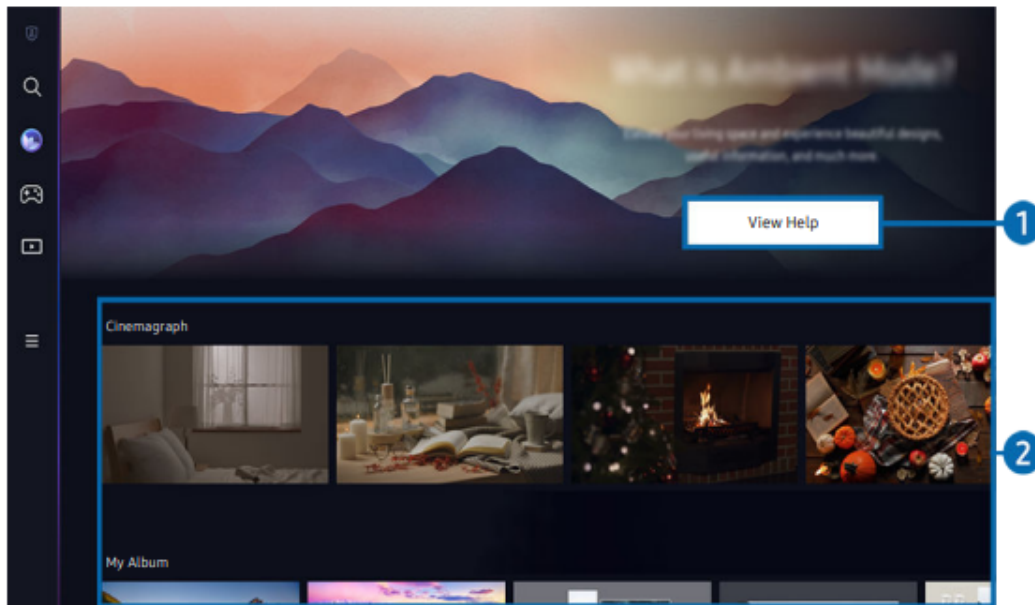 What is Ambient Mode?
Elevate your living space and experience beautiful designs,
useful information, and much more.
View Help
1
Cinemagraph
2
My Album